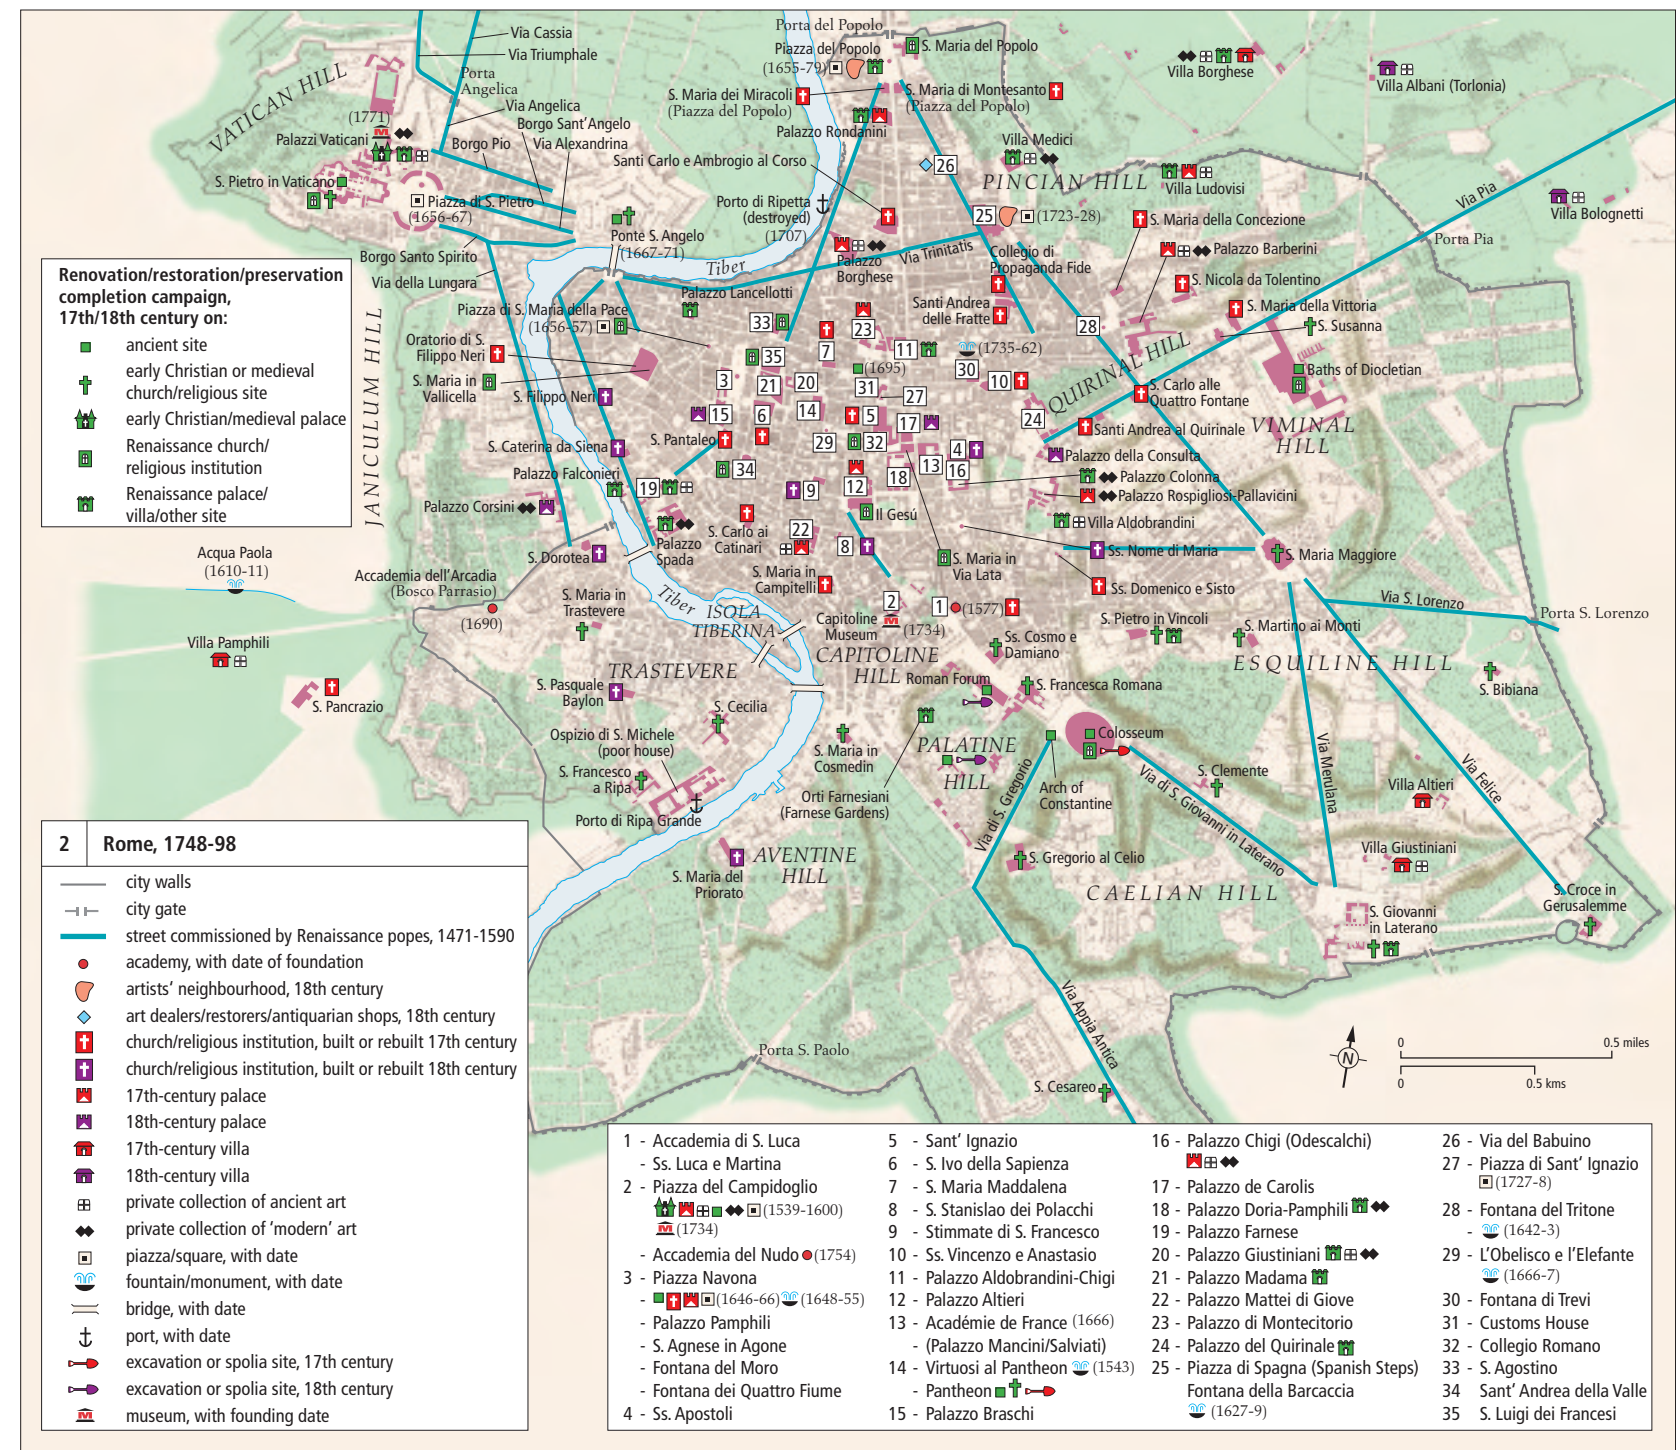 Via Cassia
Via Triumphale
Porta
Angelica
VATICAN HILL
(1771)
Palazzi Vaticani
Via Angelica
Borgo Sant'Angelo
Borgo Pio
Via Alexandrina
S. Pietro in Vaticano
Piazza di S. Pietro
(1656-67)
Borgo Santo Spirito
Via della Lungara
Ponte S. Angelo
(1667-71)
Porta del Popolo
Piazza del Popolo
(1655-79)
S. Maria del Popolo
S. Maria dei Miracoli
(Piazza del Popolo)
S. Maria di Montesanto
(Piazza del Popolo)
Palazzo Rondanini
Santi Carlo e Ambrogio al Corso
26
Villa Medici
PINCIAN HILL
Villa Borghese
Villa Albani (Torlonia)
Villa Ludovisi
Via Pia
Villa Bolognetti
Porta Pia
Porto di Ripetta
(destroyed)
(1707)
25
(1723-28)
S. Maria della Concezione
Palazzo
Borghese
Via Trinitatis
Collegio di
Propaganda Fide
Palazzo Barberini
Tiber
S. Nicola da Tolentino
Palazzo Lancellotti
Santi Andrea
delle Fratte
S. Maria della Vittoria
S. Susanna
28
Piazza di S. Maria della Pace
(1656-57)
33
23
7
11
(1735-62)
Oratorio di S.
Filippo Neri
35
(1695)
30
QUIRINAL HILL
Baths of Diocletian
S. Maria in
Vallicella
3
21
20
31
10
S. Carlo alle
Quattro Fontane
S. Filippo Neri
27
15
6
14
5
17
24
Santi Andrea al Quirinale
VIMINAL
HILL
S. Caterina da Siena
S. Pantaleo
29
32
4
Palazzo della Consulta
Palazzo Falconieri
34
13
16
Palazzo Colonna
19
9
12
18
Palazzo Rospigliosi-Pallavicini
Palazzo Corsini
S. Carlo ai
Catinari
22
Il Gesú
Villa Aldobrandini
Palazzo
Spada
8
S. Dorotea
S. Maria in
Via Lata
Ss. Nome di Maria
S. Maria Maggiore
JANICULUM HILL
S. Maria in
Campitelli
Ss. Domenico e Sisto
Renovation/restoration/preservation
completion campaign,
17th/18th century on:
ancient site
early Christian or medieval
church/religious site
early Christian/medieval palace
Renaissance church/
religious institution
Renaissance palace/
villa/other site
Acqua Paola
(1610-11)
Accademia dell'Arcadia
(Bosco Parrasio)
(1690)
S. Maria in
Trastevere
Tiber
ISOLA
TIBERINA
2
1
(1577)
Capitoline
Museum
(1734)
CAPITOLINE
HILL
Ss. Cosmo e
Damiano
S. Pietro in Vincoli
S. Martino ai Monti
Via S. Lorenzo
Porta S. Lorenzo
Villa Pamphili
TRASTEVERE
Roman Forum
S. Francesca Romana
ESQUILINE HILL
S. Bibiana
S. Pancrazio
S. Pasquale
Baylon
S. Cecilia
Ospizio di S. Michele
(poor house)
S. Maria in
Cosmedin
PALATINE
HILL
Colosseum
S. Francesco
a Ripa
Orti Farnesiani
(Farnese Gardens)
Arch of
Constantine
Via di S. Gregorio
Via di S. Giovanni in Laterano
S. Clemente
Via Merulana
Via Felice
Villa Altieri
Porto di Ripa Grande
S. Maria del
Priorato
AVENTINE
HILL
S. Gregorio al Celio
Villa Giustiniani
CAELIAN HILL
S. Giovanni
in Laterano
S. Croce in
Gerusalemme
Via Appia Antica
Porta S. Paolo
S. Cesareo
N
0
0.5 miles
0
0.5 kms
2
Rome, 1748-98
city walls
city gate
street commissioned by Renaissance popes, 1471-1590
academy, with date of foundation
artists' neighbourhood, 18th century
art dealers/restorers/antiquarian shops, 18th century
church/religious institution, built or rebuilt 17th century
church/religious institution, built or rebuilt 18th century
17th-century palace
18th-century palace
17th-century villa
18th-century villa
private collection of ancient art
private collection of 'modern' art
piazza/square, with date
fountain/monument, with date
bridge, with date
port, with date
excavation or spolia site, 17th century
excavation or spolia site, 18th century
museum, with founding date
1 - Accademia di S. Luca
- Ss. Luca e Martina
2 - Piazza del Campidoglio
(1539-1600)
(1734)
- Accademia del Nudo (1754)
3 - Piazza Navona
- (1646-66) (1648-55)
- Palazzo Pamphili
- S. Agnese in Agone
- Fontana del Moro
- Fontana dei Quattro Fiume
4 - Ss. Apostoli
5 - Sant' Ignazio
6 - S. Ivo della Sapienza
7 - S. Maria Maddalena
8 - S. Stanislao dei Polacchi
9 - Stimmate di S. Francesco
10 - Ss. Vincenzo e Anastasio
11 - Palazzo Aldobrandini-Chigi
12 - Palazzo Altieri
13 - Académie de France (1666)
- (Palazzo Mancini/Salviati)
14 - Virtuosi al Pantheon (1543)
- Pantheon
15 - Palazzo Braschi
16 - Palazzo Chigi (Odescalchi)
17 - Palazzo de Carolis
18 - Palazzo Doria-Pamphili
19 - Palazzo Farnese
20 - Palazzo Giustiniani
21 - Palazzo Madama
22 - Palazzo Mattei di Giove
23 - Palazzo di Montecitorio
24 - Palazzo del Quirinale
25 - Piazza di Spagna (Spanish Steps)
Fontana della Barcaccia
(1627-9)
26 - Via del Babuino
27 - Piazza di Sant' Ignazio
(1727-8)
28 - Fontana del Tritone
- (1642-3)
29 - L'Obelisco e l'Elefante
(1666-7)
30 - Fontana di Trevi
31 - Customs House
32 - Collegio Romano
33 - S. Agostino
34 Sant' Andrea della Valle
35 S. Luigi dei Francesi